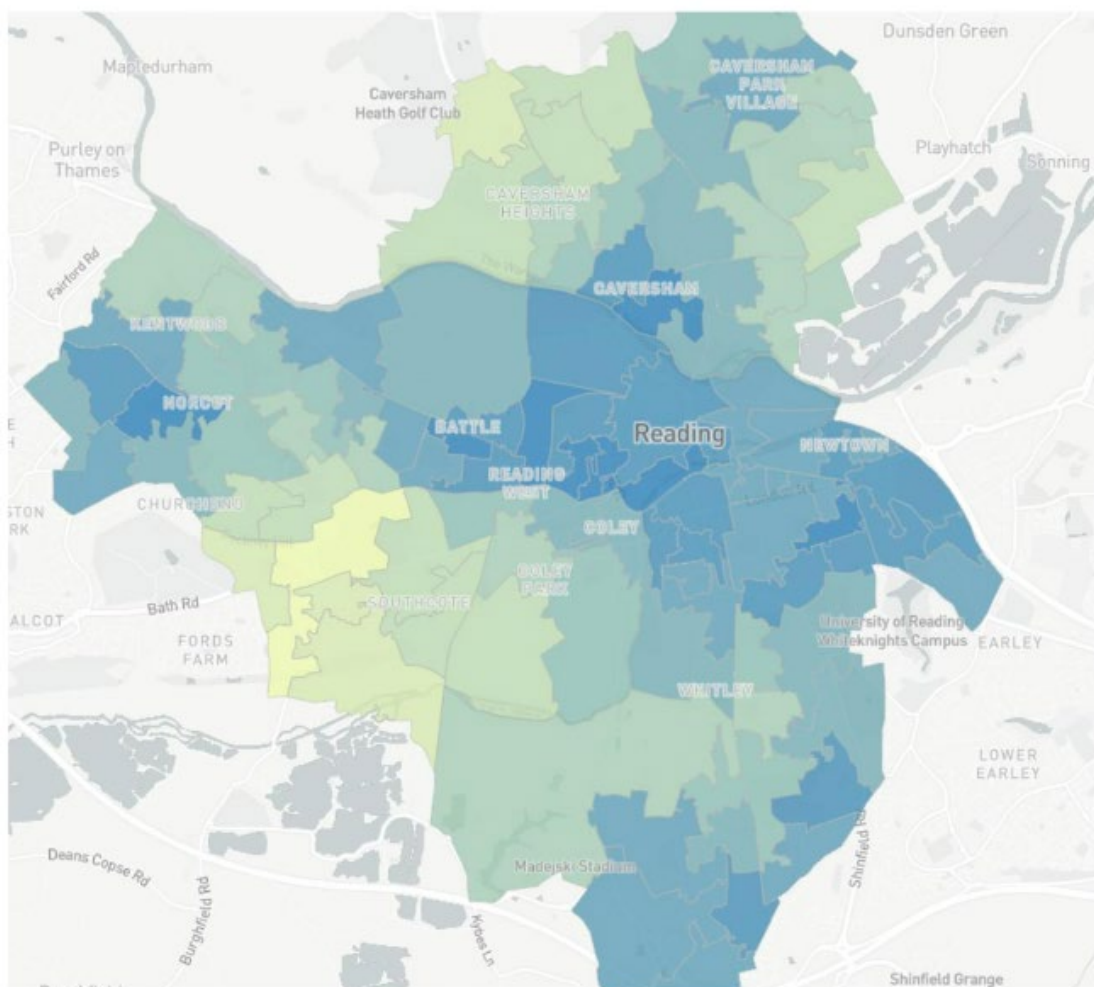 Dunsden Green
Mapledurham
CAVERSHAM
PARK
VILLAGE
Caversham
Heath Golf Club
Purley on
Thames
Playhatch
Sonning
CAVERSHAM
HEIGHTS
Fairford Rd
CAVERSHAM
KENTWOOD
NORCOT
BATTLE
Reading
NEWTOWN
READING
WEST
CHURCHEND
COLEY
COLEY
PARK
Bath Rd
SOUTHCOTE
ALCOT
FORDS
FARM
University of Reading
Whiteknights Campus
EARLEY
WHITLEY
LOWER
EARLEY
Deans Copse Rd
Madejski Stadium
Shinfield Rd
Burghfield Rd
Kybes Ln
Shinfield Grange